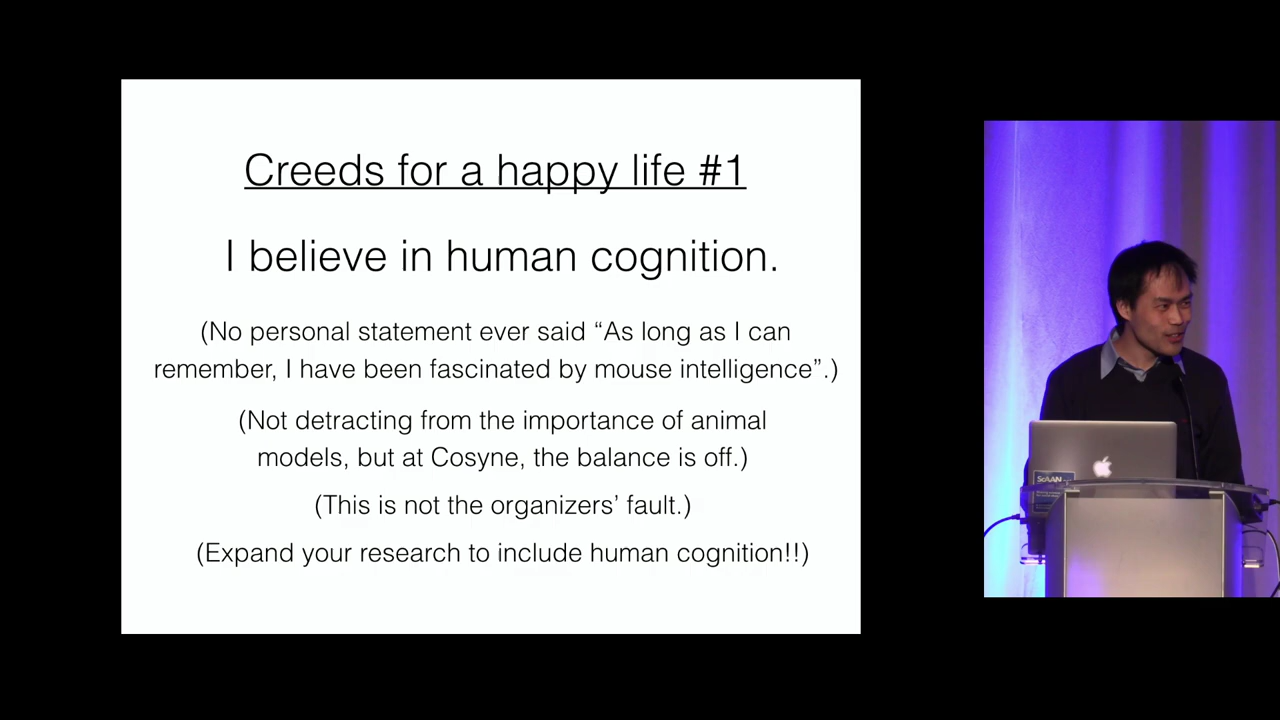 Creeds for a happy life #1
I believe in human cognition.
(No personal statement ever said “As long as I can
remember, I have been fascinated by mouse intelligence”.)
(Not detracting from the importance of animal
models, but at Cosyne, the balance is off.)
(This is not the organizers’ fault.)
(Expand your research to include human cognition!!)